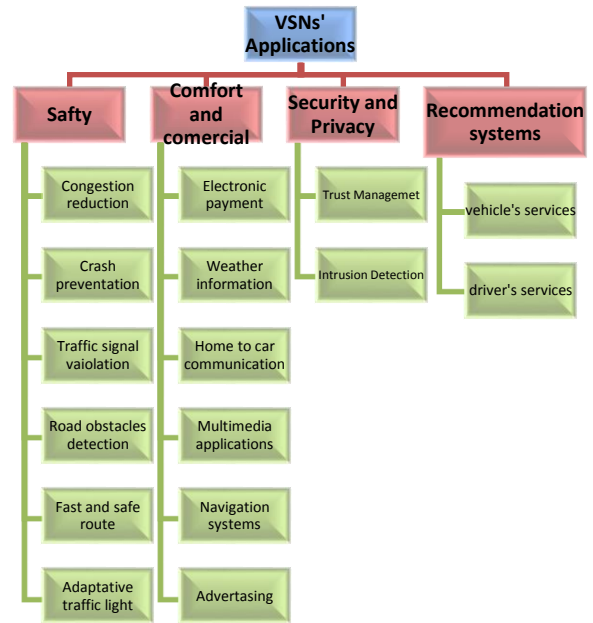 VSNs'
Applications
Safty
Comfort
and
comercial
Security and
Privacy
Recommendation
systems
Congestion
reduction
Crash
preventation
Traffic signal
vaiolation
Road obstacles
detection
Fast and safe
route
Adaptative
traffic light
Electronic
payment
Weather
information
Home to car
communication
Multimedia
applications
Navigation
systems
Advertasing
Trust Managemet
Intrusion Detection
vehicle's services
driver's services